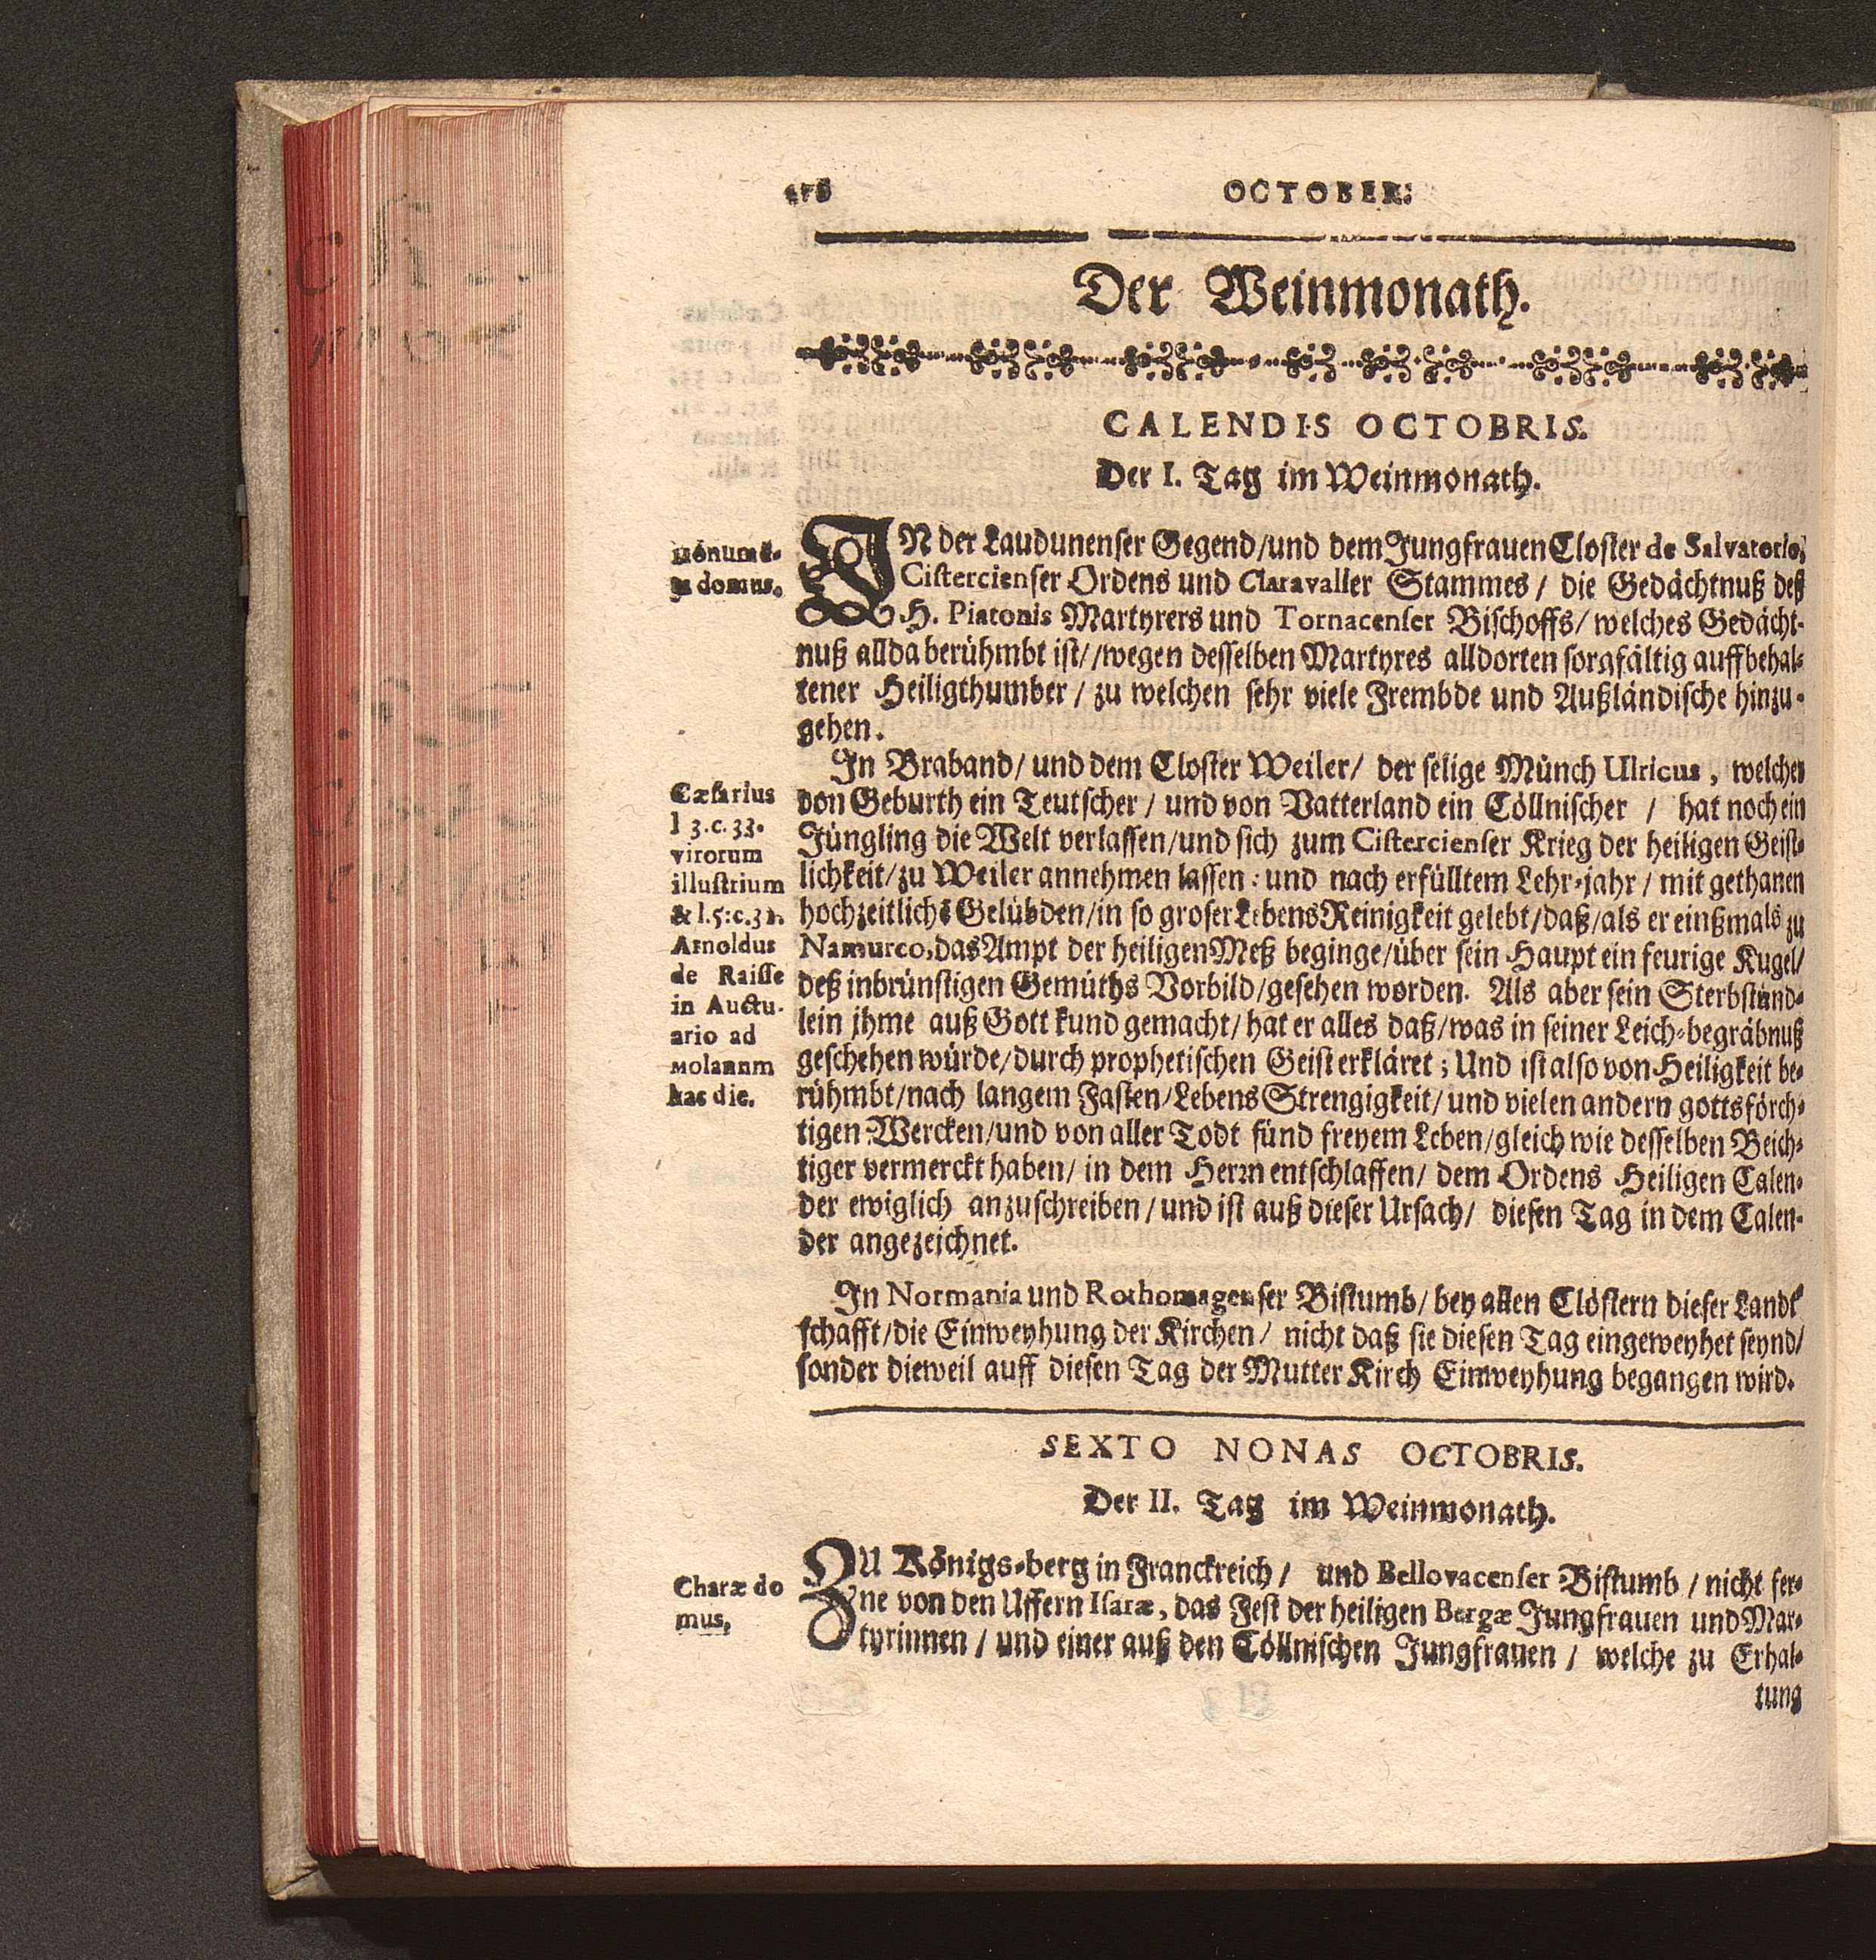 OCTOBER.
Der Weinmonath.
CALENDIS OCTOBRIS.
Der I. Tag im Weinmonath.
Monumē-
ta domus.
IN der Laudunenser Gegend/und dem Jungfrauen Closter de Salvatorio,
Cistercienser Ordens und Claravaller Stammes / die Gedächtnuß deß
H. Piatonis Martyrers und Tornacenser Bischoffs/ welches Gedächt-
nuß allda berühmbt ist//wegen desselben Martyres alldorten sorgfältig auffbehal-
tener Heiligthumber / zu welchen sehr viele Frembde und Außländische hinzu-
gehen.
Cæsarius
l 3.c.33.
virorum
illustrium
& l.5:c.31.
Arnoldus
de Raisse
in Auctu-
ario ad
Molannm
hac die.
In Braband/ und dem Closter Weiler/ der selige Münch Ulricus, welcher
von Geburth ein Teutscher / und von Vatterland ein Cöllnischer / hat noch ein
Jüngling die Welt verlassen/und sich zum Cistercienser Krieg der heiligen Geist-
lichkeit/zu Weiler annehmen lassen: und nach erfülltem Lehr-jahr / mit gethanen
hochzeitlichē Gelübden/in so groser Lebens Reinigkeit gelebt/daß/als er einßmals zu
Namurco, das Ampt der heiligen Meß beginge/über sein Haupt ein feurige Kugel/
deß inbrünstigen Gemüths Vorbild/gesehen worden. Als aber sein Sterbstünd-
lein jhme auß Gott kund gemacht/ hat er alles daß/was in seiner Leich-begräbnuß
geschehen würde/durch prophetischen Geist erkläret; Und ist also von Heiligkeit be-
rühmbt/nach langem Fasten/Lebens Strengigkeit/ und vielen andern gottsförch-
tigen Wercken/und von aller Todt sünd freyem Leben/gleich wie desselben Beich-
tiger vermerckt haben/ in dem Herrn entschlaffen/ dem Ordens Heiligen Calen-
der ewiglich anzuschreiben / und ist auß dieser Ursach/ diesen Tag in dem Calen-
der angezeichnet.
In Normania und Rothomagenser Bistumb/ bey allen Clöstern dieser Landt
schafft/die Einweyhung der Kirchen / nicht daß sie diesen Tag eingeweyhet seynd/
sonder dieweil auff diesen Tag der Mutter Kirch Einweyhung begangen wird.
SEXTO NONAS OCTOBRIS.
Der II. Tag im Weinmonath.
Charæ do
mus.
ZU Königs-berg in Franckreich / und Bellovacenser Bistumb / nicht fer-
ne von den Uffern Isaræ, das Fest der heiligen Bergæ Jungfrauen und Mar-
tyrinnen / und einer auß den Cöllnischen Jungfrauen / welche zu Erhal-
tung